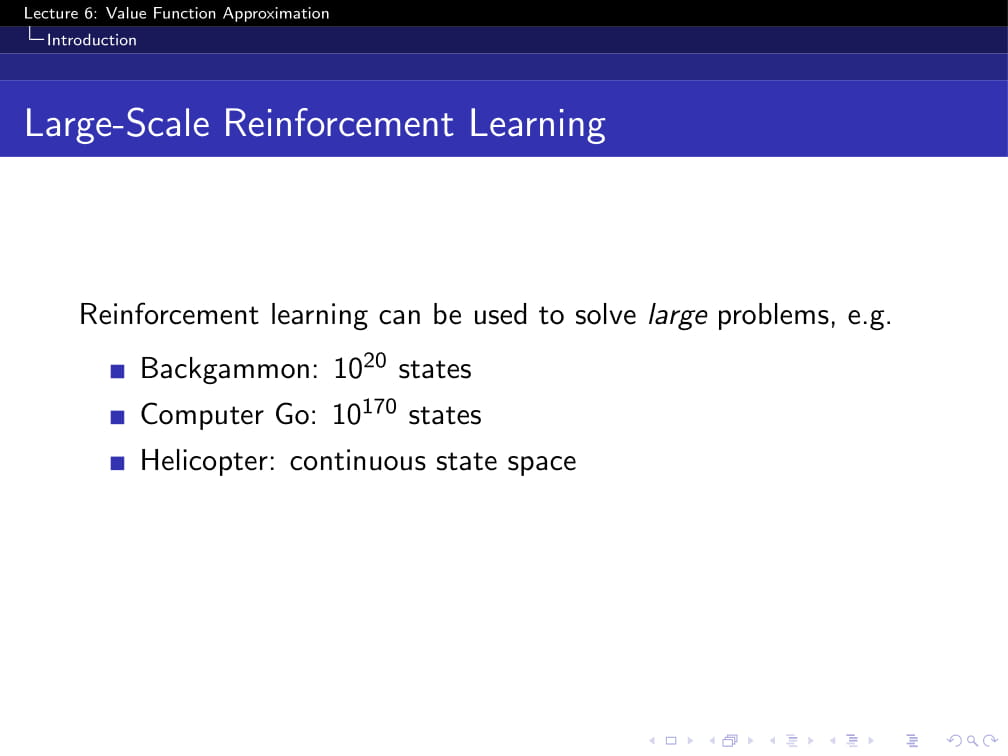 Lecture 6: Value Function Approximation
Introduction
Large-Scale Reinforcement Learning
Reinforcement learning can be used to solve large problems, e.g.
Backgammon: 10^20 states
Computer Go: 10^170 states
Helicopter: continuous state space